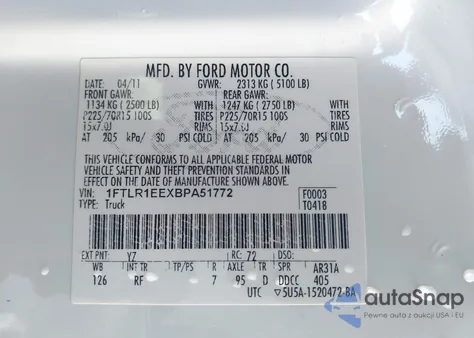 MFD. BY FORD MOTOR CO.
DATE: 04/11 GVWR: 2313 KG (5100 LB)
FRONT GAWR: REAR GAWR:
1134 KG (2500 LB) WITH 1247 KG (2750 LB) WITH
P225/70R15 100S TIRES P225/70R15 100S TIRES
15x7.0J RIMS 15x7.0J RIMS
AT 205 kPa/ 30 PSI COLD AT 205 kPa/ 30 PSI COLD
THIS VEHICLE CONFORMS TO ALL APPLICABLE FEDERAL MOTOR
VEHICLE SAFETY AND THEFT PREVENTION STANDARDS IN
EFFECT ON THE DATE OF MANUFACTURE SHOWN ABOVE.
VIN: 1FTLR1EEXBPA51772 F0003
TYPE: Truck T0418
EXT PNT: YZ RC: 72 DSO:
WB INT TR TP/PS R AXLE TR SPR AR31A
126 RF 7 95 D DDCC 405
UTC 5U5A-1520472-BA
autoSnap
Pewne auto z USA i EU